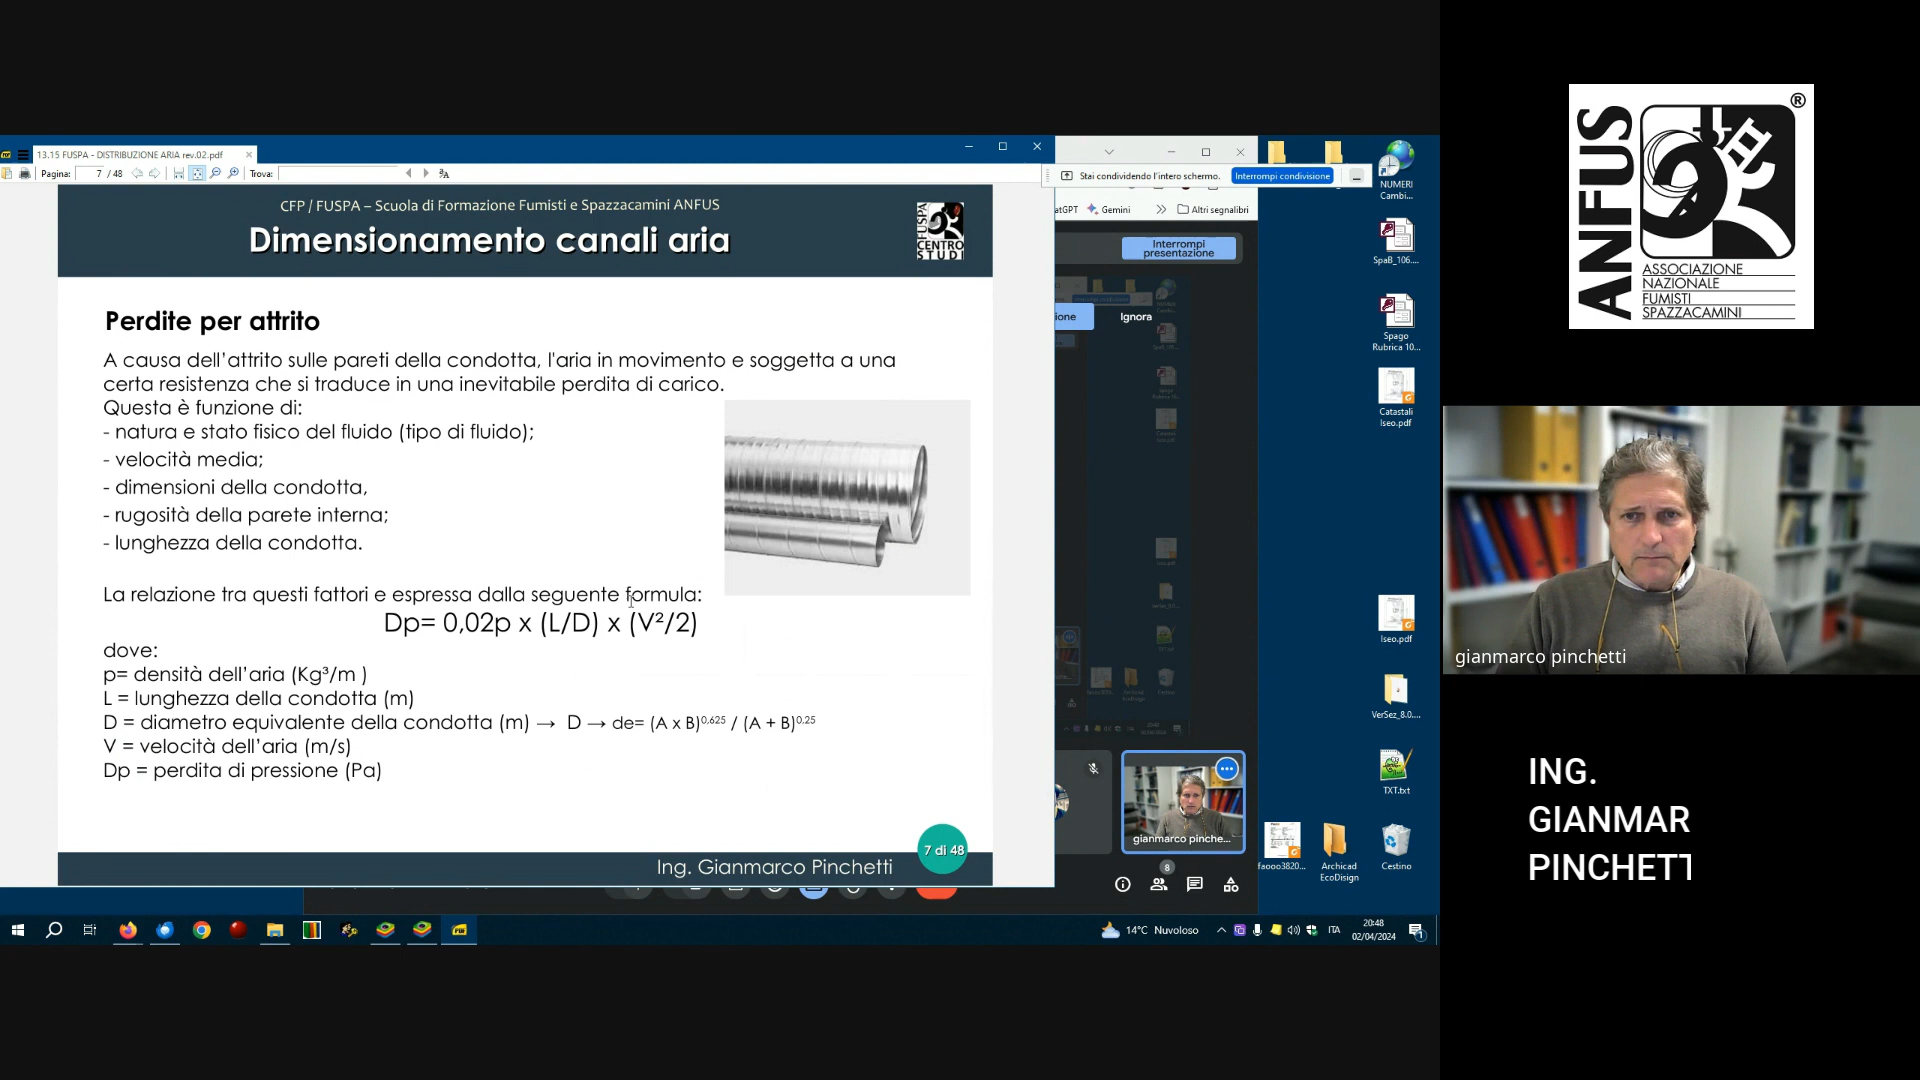 13.15 FUSPA - DISTRIBUZIONE ARIA rev.02.pdf
Pagina: 7 / 48
Trova:
CFP / FUSPA – Scuola di Formazione Fumisti e Spazzacamini ANFUS
Dimensionamento canali aria
FUSPA
CENTRO
STUDI
Perdite per attrito
A causa dell'attrito sulle pareti della condotta, l'aria in movimento e soggetta a una
certa resistenza che si traduce in una inevitabile perdita di carico.
Questa è funzione di:
- natura e stato fisico del fluido (tipo di fluido);
- velocità media;
- dimensioni della condotta,
- rugosità della parete interna;
- lunghezza della condotta.
La relazione tra questi fattori e espressa dalla seguente formula:
Dp= 0,02p x (L/D) x (V²/2)
dove:
p= densità dell'aria (Kg³/m )
L = lunghezza della condotta (m)
D = diametro equivalente della condotta (m) → D → de= (A x B)⁰·⁶²⁵ / (A + B)⁰·²⁵
V = velocità dell'aria (m/s)
Dp = perdita di pressione (Pa)
Ing. Gianmarco Pinchetti
7 di 48
Stai condividendo l'intero schermo.
Interrompi condivisione
atGPT
Gemini
Altri segnalibri
Interrompi
presentazione
ione
Ignora
gianmarco pinche...
8
NUMERI
Cambi...
SpaB_106....
Spago
Rubrica 10...
Catastali
Iseo.pdf
Iseo.pdf
VerSez_8.0....
TXT.txt
faooo3820...
Archicad
EcoDisign
Cestino
14°C Nuvoloso
ITA
20:48
02/04/2024
1
ANFUS
®
ASSOCIAZIONE
NAZIONALE
FUMISTI
SPAZZACAMINI
gianmarco pinchetti
ING.
GIANMAR
PINCHETT